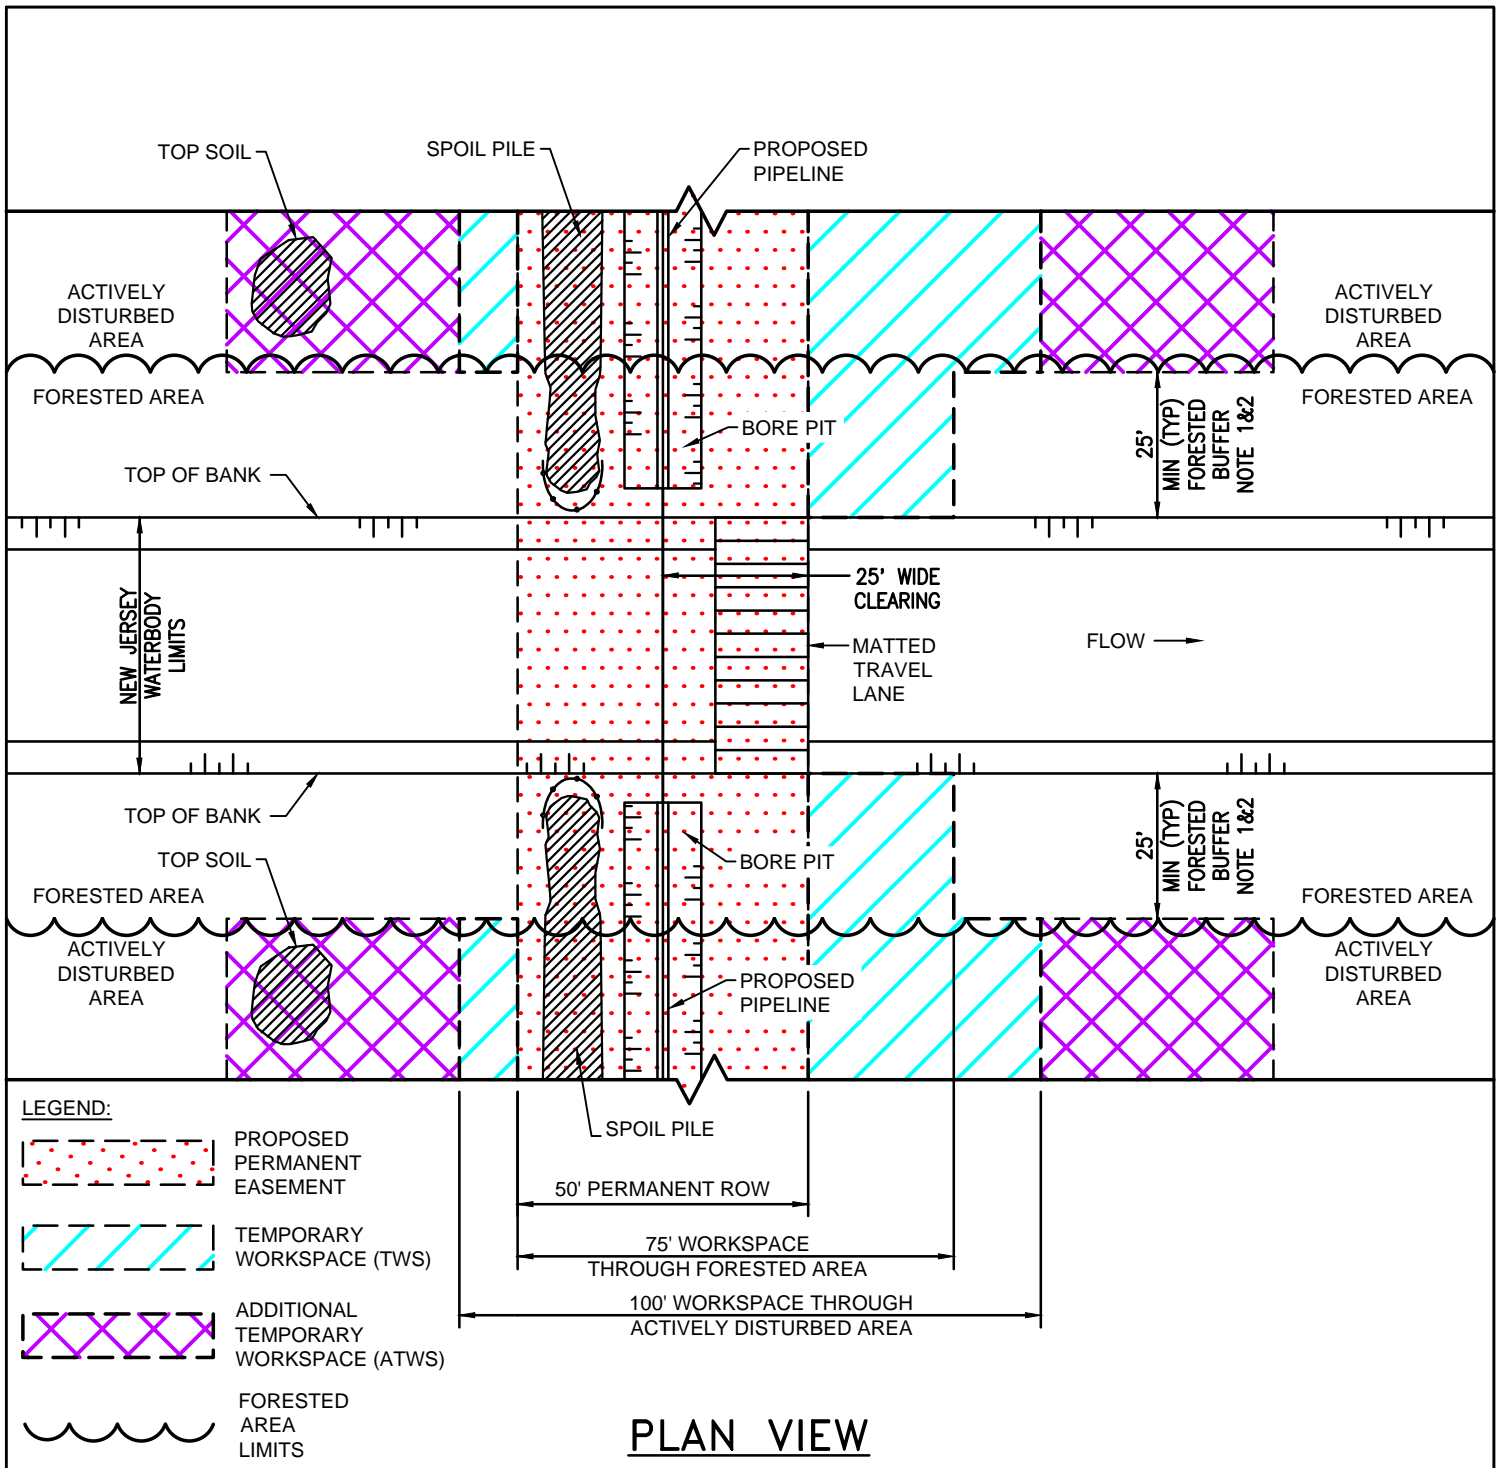 TOP SOIL
SPOIL PILE
PROPOSED
PIPELINE
ACTIVELY
DISTURBED
AREA
ACTIVELY
DISTURBED
AREA
FORESTED AREA
FORESTED AREA
BORE PIT
25'
MIN (TYP)
FORESTED
BUFFER
NOTE 1&2
TOP OF BANK
NEW JERSEY
WATERBODY
LIMITS
25' WIDE
CLEARING
MATTED
TRAVEL
LANE
FLOW
TOP OF BANK
TOP SOIL
BORE PIT
25'
MIN (TYP)
FORESTED
BUFFER
NOTE 1&2
FORESTED AREA
FORESTED AREA
ACTIVELY
DISTURBED
AREA
PROPOSED
PIPELINE
ACTIVELY
DISTURBED
AREA
SPOIL PILE
50' PERMANENT ROW
75' WORKSPACE
THROUGH FORESTED AREA
100' WORKSPACE THROUGH
ACTIVELY DISTURBED AREA
LEGEND:
PROPOSED
PERMANENT
EASEMENT
TEMPORARY
WORKSPACE (TWS)
ADDITIONAL
TEMPORARY
WORKSPACE (ATWS)
FORESTED
AREA
LIMITS
PLAN VIEW